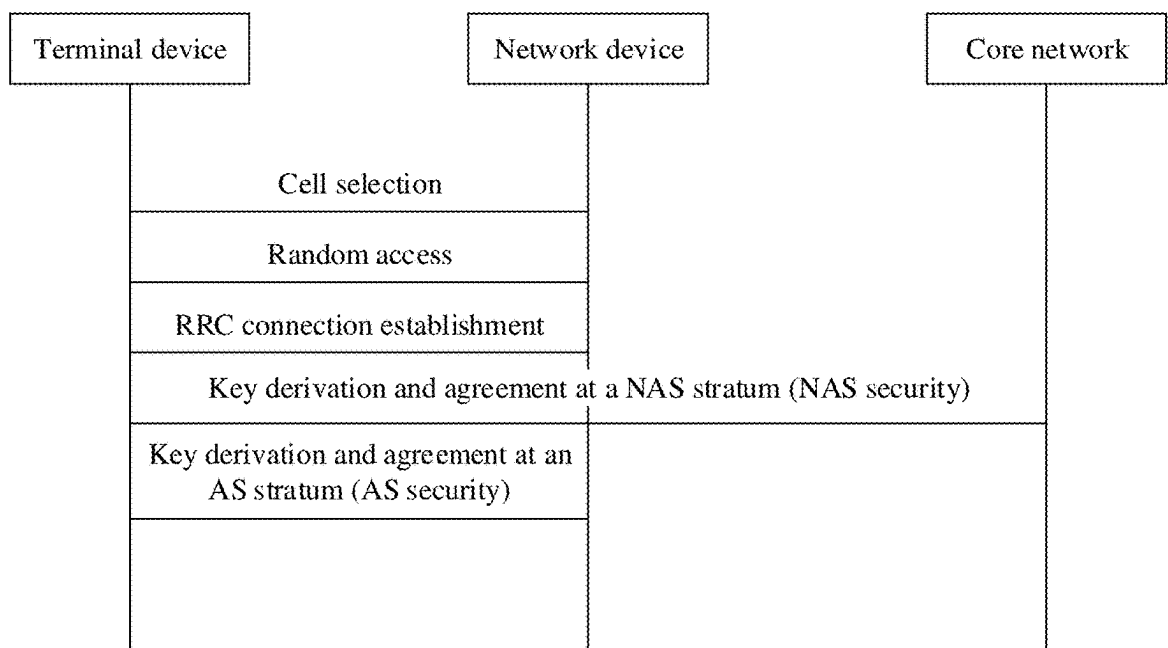 Terminal device
Network device
Core network
Cell selection
Random access
RRC connection establishment
Key derivation and agreement at a NAS stratum (NAS security)
Key derivation and agreement at an
AS stratum (AS security)